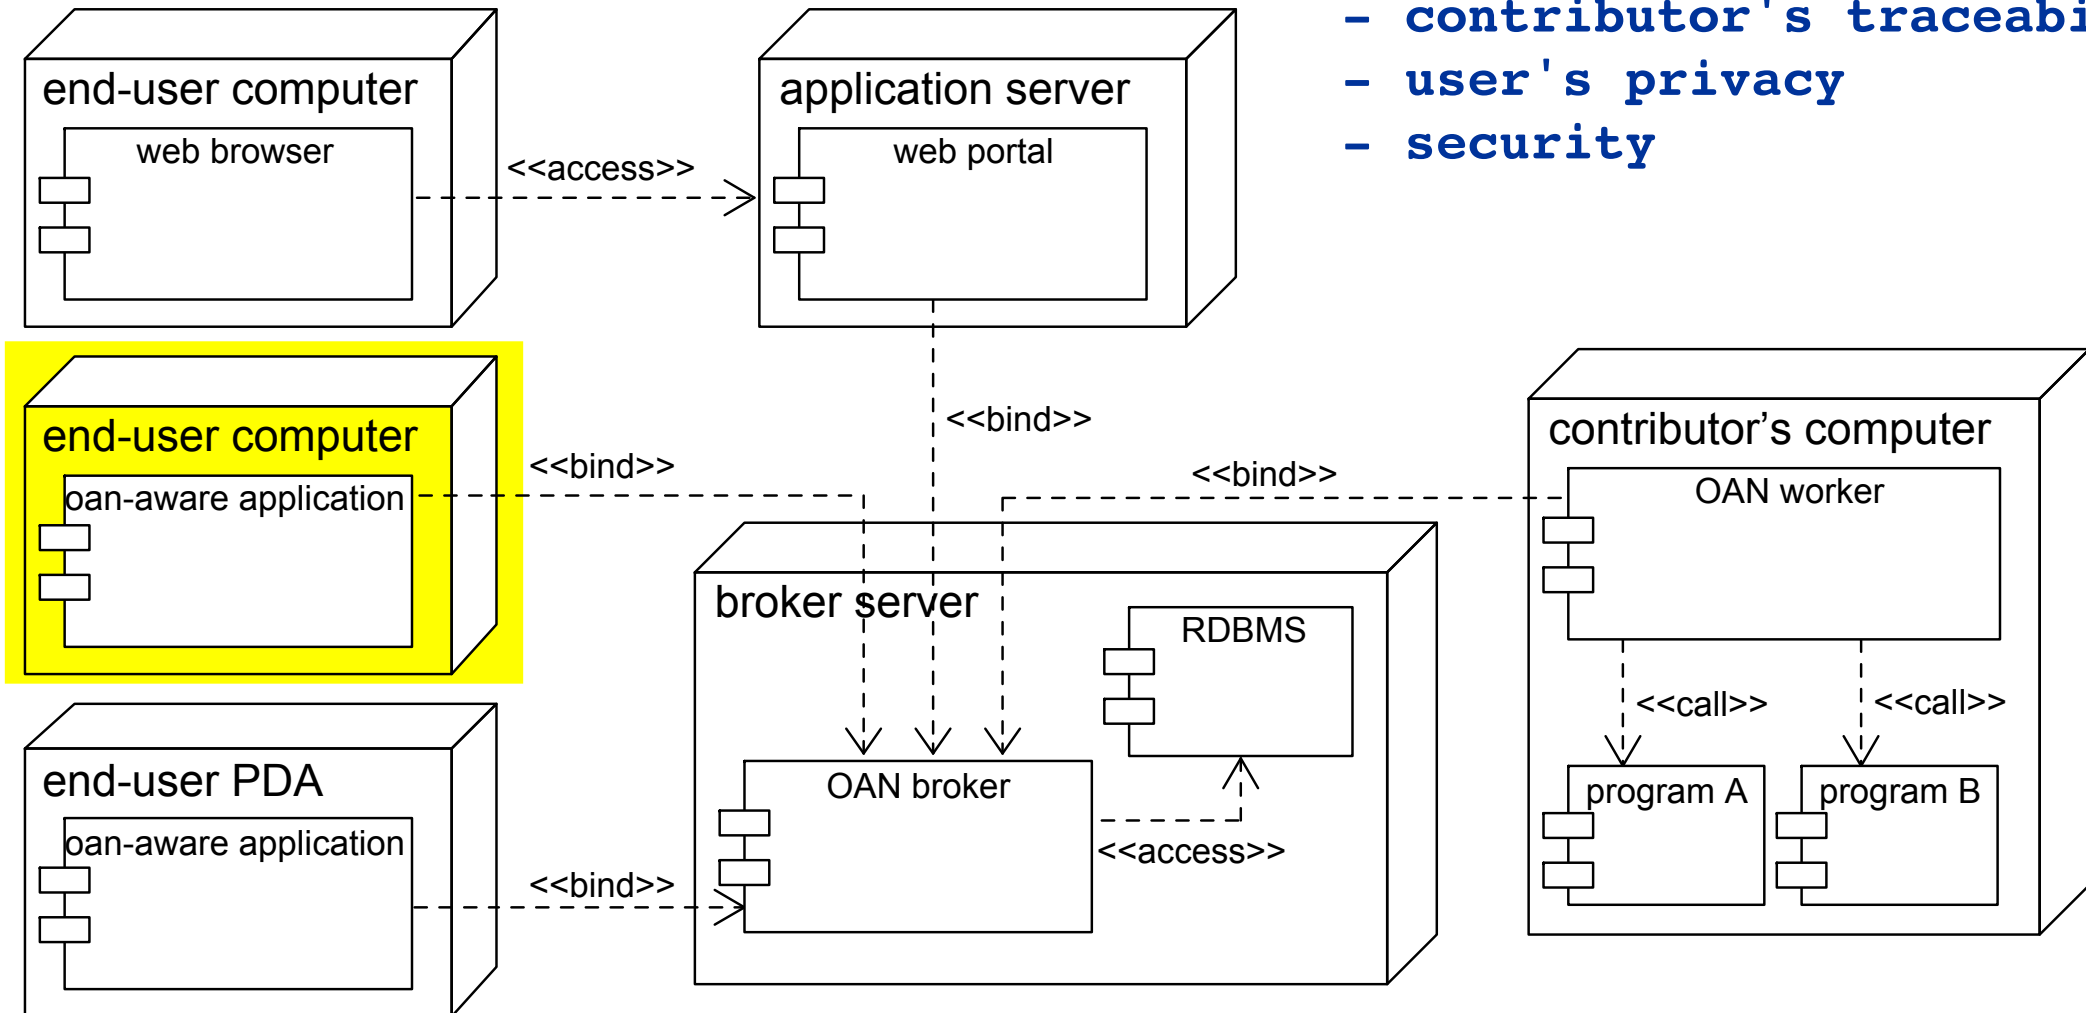 - contributor's traceabi
- user's privacy
- security
end-user computer
web browser
<<access>>
application server
web portal
end-user computer
oan-aware application
<<bind>>
<<bind>>
<<bind>>
contributor’s computer
OAN worker
<<call>>
<<call>>
program A
program B
broker server
RDBMS
OAN broker
<<access>>
end-user PDA
oan-aware application
<<bind>>